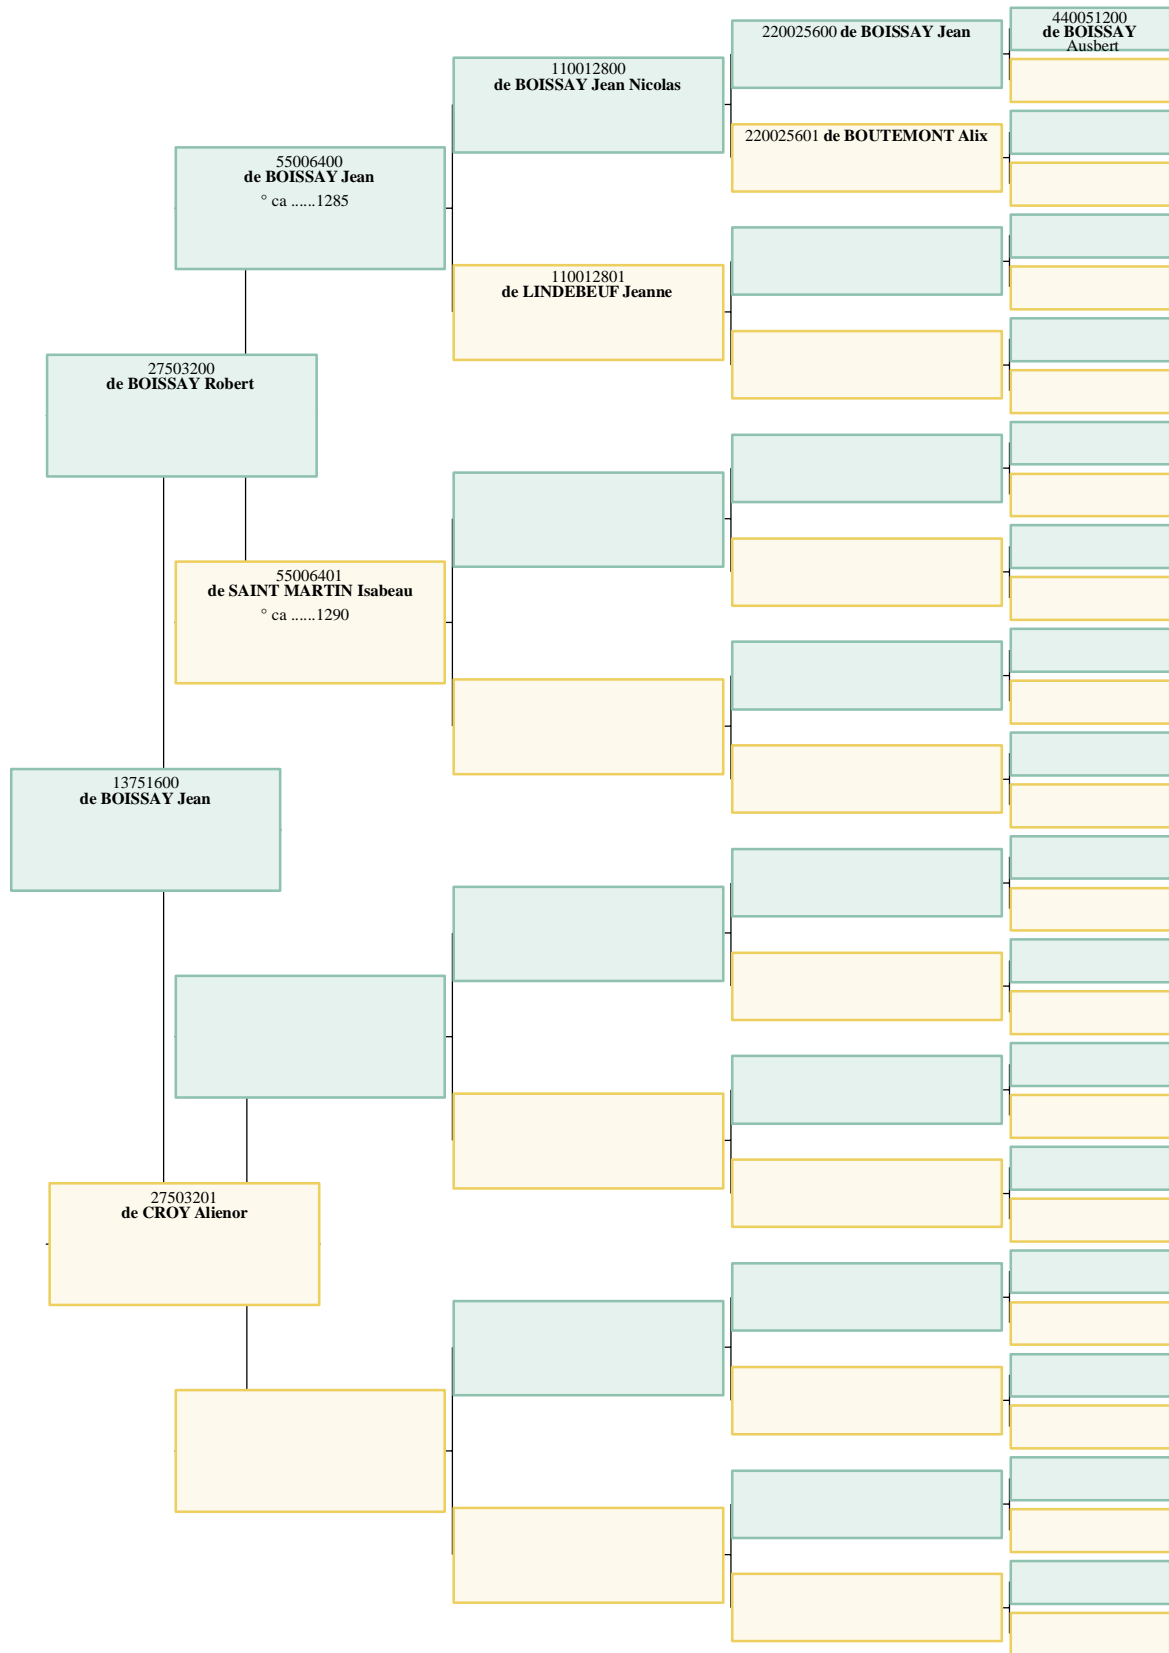 440051200
de BOISSAY
Ausbert
220025600 de BOISSAY Jean
110012800
de BOISSAY Jean Nicolas
220025601 de BOUTEMONT Alix
55006400
de BOISSAY Jean
° ca ......1285
110012801
de LINDEBEUF Jeanne
27503200
de BOISSAY Robert
55006401
de SAINT MARTIN Isabeau
° ca ......1290
13751600
de BOISSAY Jean
27503201
de CROY Alienor